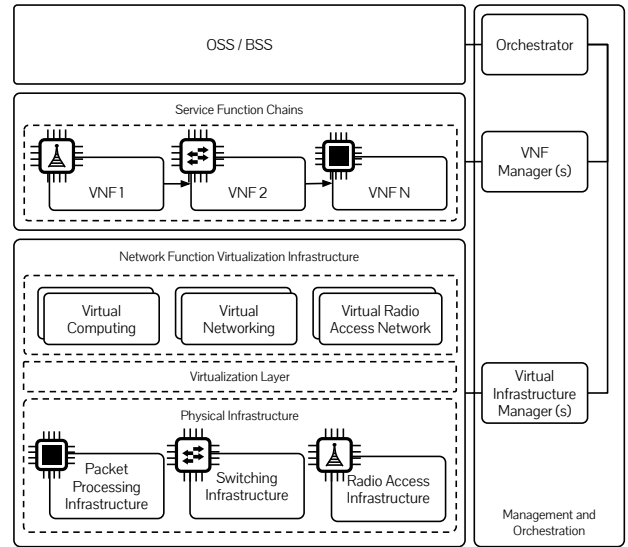 OSS / BSS
Orchestrator
Service Function Chains
VNF 1
VNF 2
VNF N
VNF
Manager (s)
Network Function Virtualization Infrastructure
Virtual
Computing
Virtual
Networking
Virtual Radio
Access Network
Virtualization Layer
Virtual
Infrastructure
Manager (s)
Physical Infrastructure
Packet
Processing
Infrastructure
Switching
Infrastructure
Radio Access
Infrastructure
Management and
Orchestration